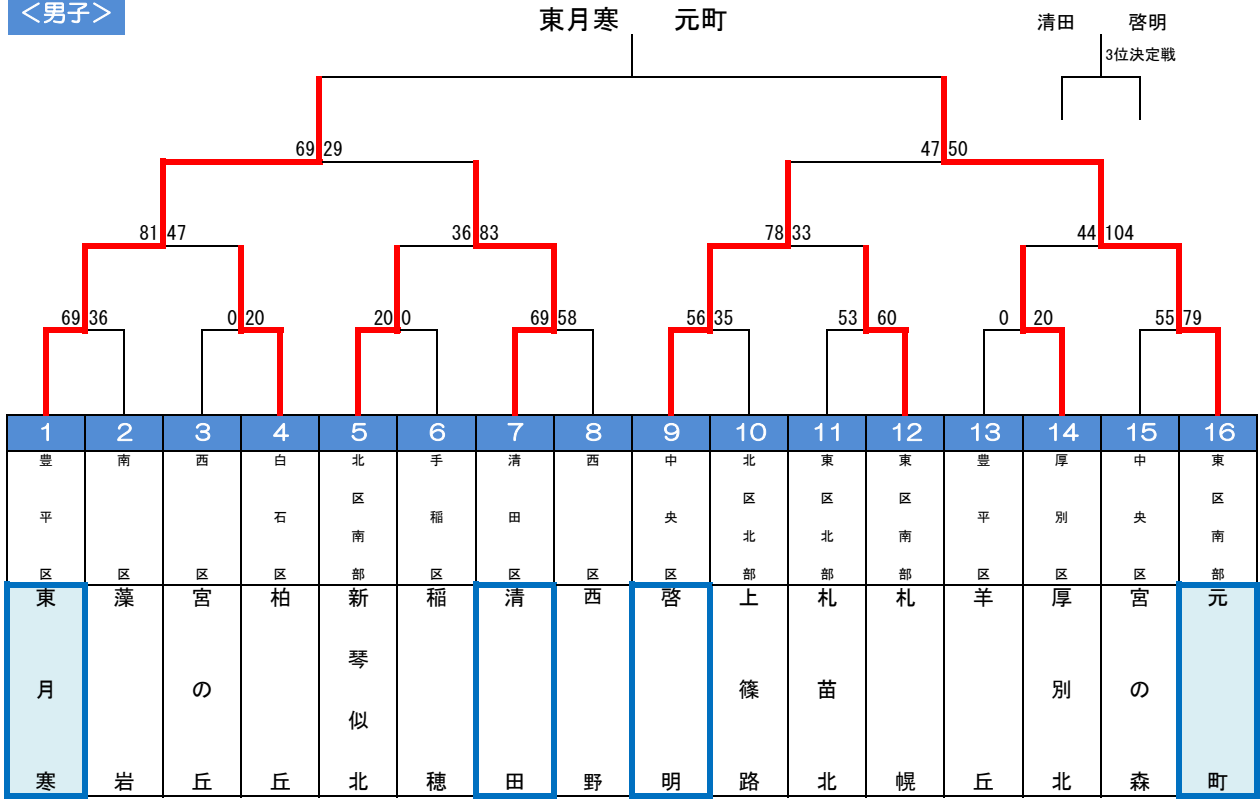 ＜男子＞
東月寒　元町
清田　啓明
3位決定戦
69 29
47 50
81 47
36 83
78 33
44 104
69 36
0 20
20 0
69 58
56 35
53 60
0 20
55 79
1 2 3 4 5 6 7 8 9 10 11 12 13 14 15 16
豊平区
南区
西区
白石区
北区南部
手稲区
清田区
西区
中央区
北区北部
東区北部
東区南部
豊平区
厚別区
中央区
東区南部
東月寒
藻岩
宮の丘
柏丘
新琴似北
稲穂
清田
西野
啓明
上篠路
札苗北
札幌
羊丘
厚別北
宮の森
元町